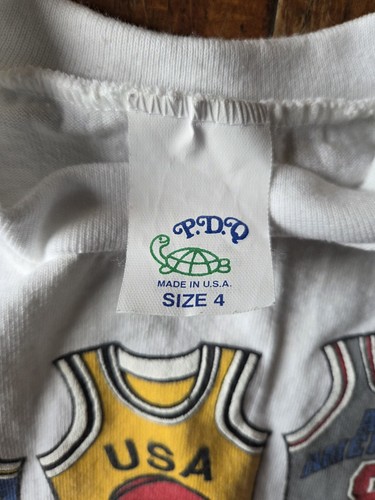 P.D.Q
MADE IN U.S.A.
SIZE 4
USA